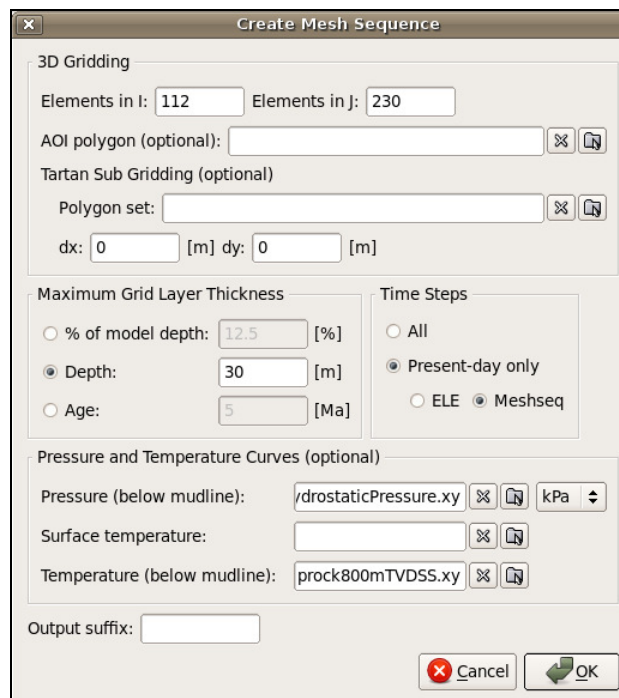 Create Mesh Sequence
3D Gridding
Elements in I: 112 Elements in J: 230
AOI polygon (optional):
Tartan Sub Gridding (optional)
Polygon set:
dx: 0 [m] dy: 0 [m]
Maximum Grid Layer Thickness
% of model depth: 12.5 [%]
Depth: 30 [m]
Age: 5 [Ma]
Time Steps
All
Present-day only
ELE Meshseq
Pressure and Temperature Curves (optional)
Pressure (below mudline): /drostaticPressure.xy kPa
Surface temperature:
Temperature (below mudline): prock800mTVDSS.xy
Output suffix:
Cancel OK